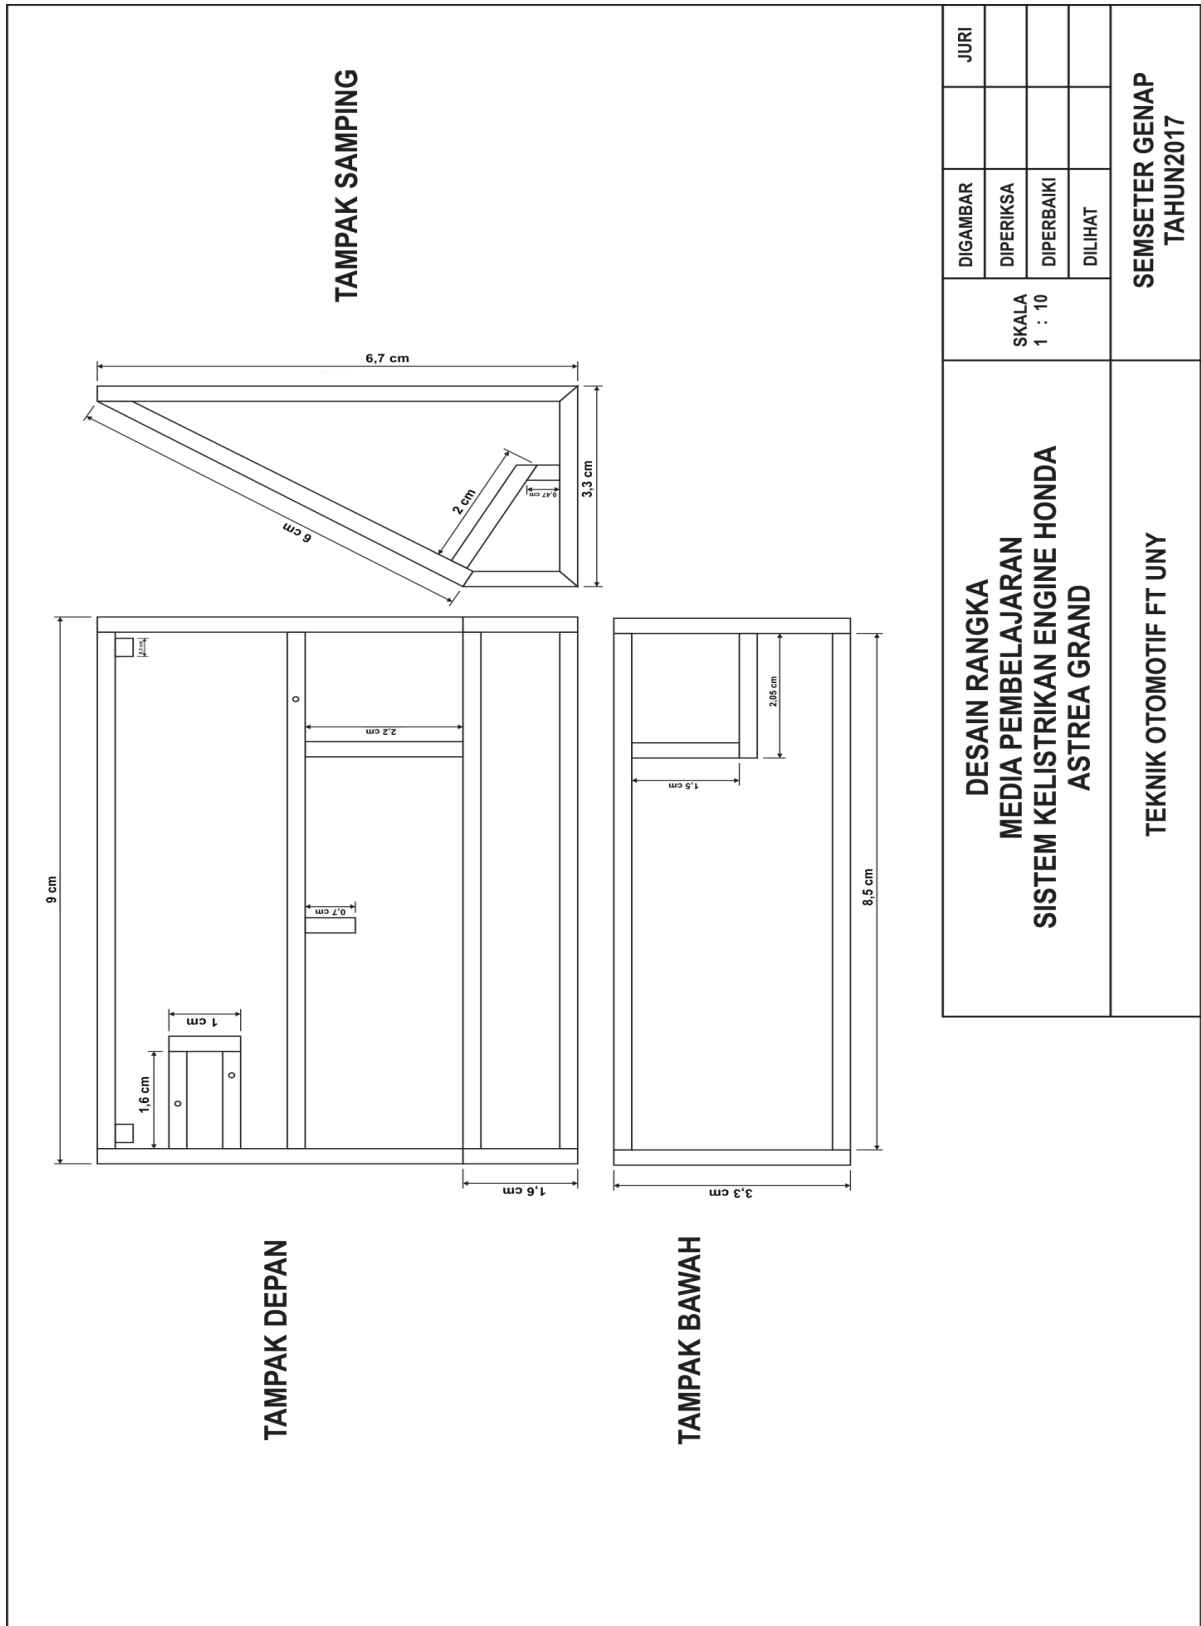 TAMPAK DEPAN
9 cm
1,6 cm
1 cm
0,7 cm
2,2 cm
1,6 cm
TAMPAK SAMPING
6,7 cm
6 cm
2 cm
0,47 cm
3,3 cm
TAMPAK BAWAH
3,3 cm
1,5 cm
2,05 cm
8,5 cm
DESAIN RANGKA
MEDIA PEMBELAJARAN
SISTEM KELISTRIKAN ENGINE HONDA
ASTREA GRAND
SKALA
1 : 10
DIGAMBAR
JURI
DIPERIKSA
DIPERBAIKI
DILIHAT
TEKNIK OTOMOTIF FT UNY
SEMSETER GENAP
TAHUN2017